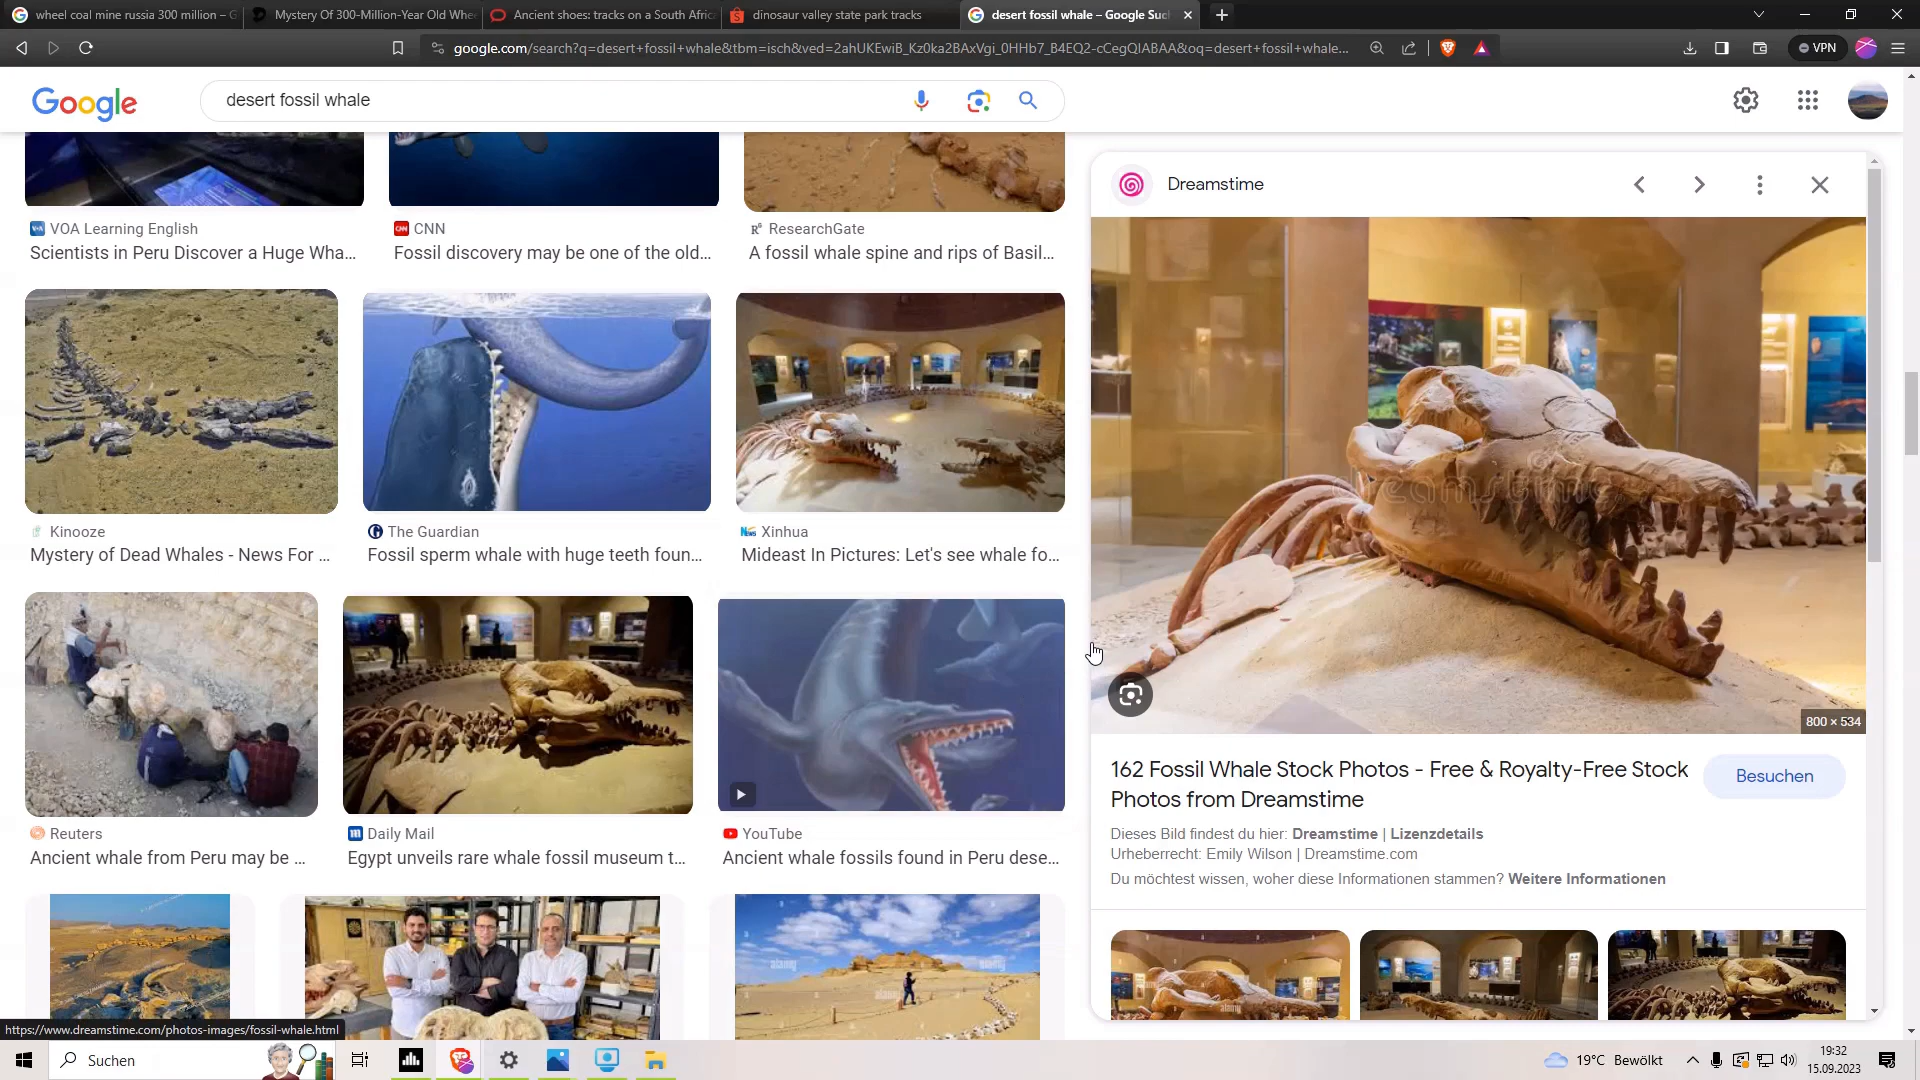 wheel coal mine russia 300 million – G
Mystery Of 300-Million-Year Old Whee
Ancient shoes: tracks on a South Afric
dinosaur valley state park tracks
desert fossil whale – Google Suc
google.com/search?q=desert+fossil+whale&tbm=isch&ved=2ahUKEwiB_Kz0ka2BAxVgi_0HHb7_B4EQ2-cCegQIABAA&oq=desert+fossil+whale...
VPN
Google
desert fossil whale
VOA Learning English
Scientists in Peru Discover a Huge Wha...
CNN
Fossil discovery may be one of the old...
ResearchGate
A fossil whale spine and rips of Basil...
Kinooze
Mystery of Dead Whales - News For ...
The Guardian
Fossil sperm whale with huge teeth foun...
Xinhua
Mideast In Pictures: Let's see whale fo...
Reuters
Ancient whale from Peru may be ...
Daily Mail
Egypt unveils rare whale fossil museum t...
YouTube
Ancient whale fossils found in Peru dese...
Dreamstime
800 × 534
162 Fossil Whale Stock Photos - Free & Royalty-Free Stock
Photos from Dreamstime
Besuchen
Dieses Bild findest du hier: Dreamstime | Lizenzdetails
Urheberrecht: Emily Wilson | Dreamstime.com
Du möchtest wissen, woher diese Informationen stammen? Weitere Informationen
alamy
alamy
https://www.dreamstime.com/photos-images/fossil-whale.html
Suchen
19°C Bewölkt
19:32
15.09.2023